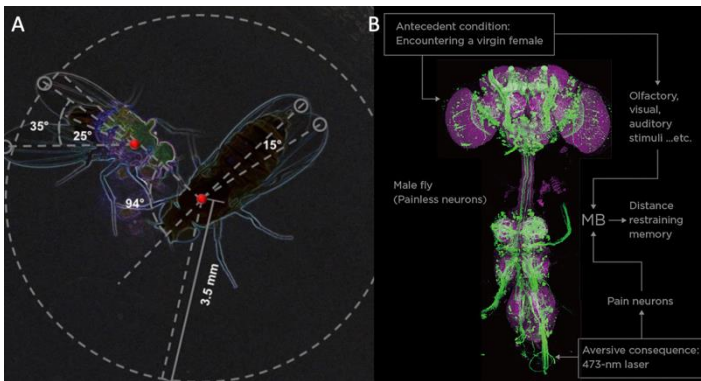 A
35°
25°
15°
94°
3.5 mm
B
Antecedent condition:
Encountering a virgin female
Olfactory,
visual,
auditory
stimuli ...etc.
Male fly
(Painless neurons)
MB
Distance
restraining
memory
Pain neurons
Aversive consequence:
473-nm laser